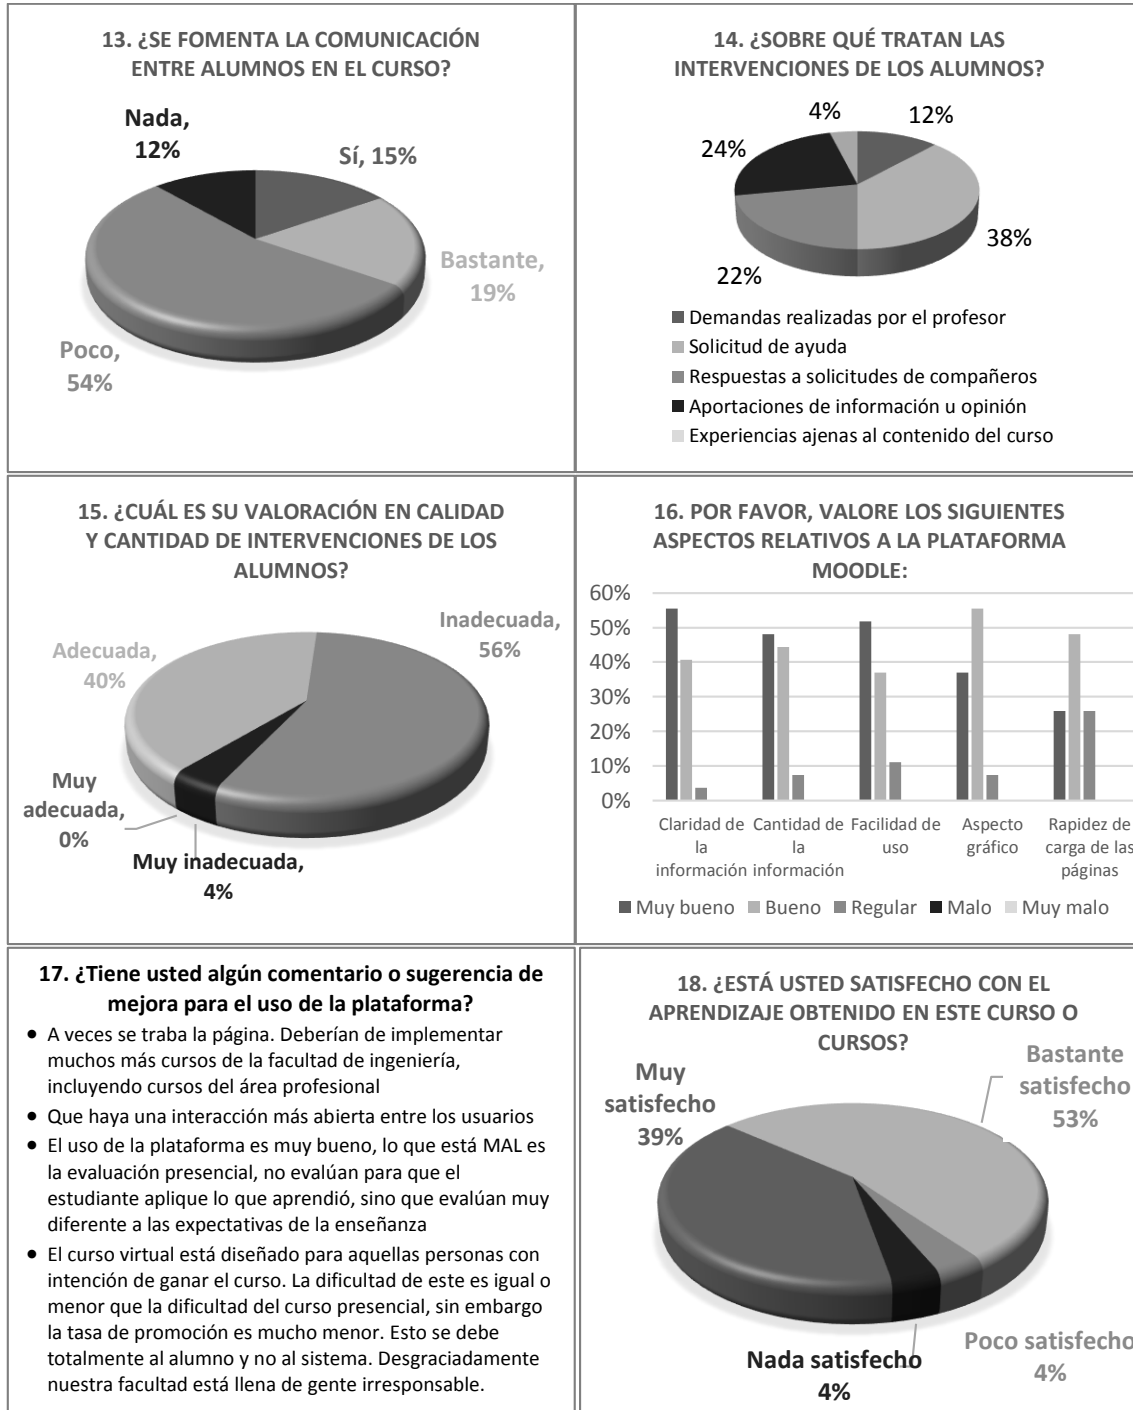 13. ¿SE FOMENTA LA COMUNICACIÓN
ENTRE ALUMNOS EN EL CURSO?
Nada,
12%
Sí, 15%
Bastante,
19%
Poco,
54%
14. ¿SOBRE QUÉ TRATAN LAS
INTERVENCIONES DE LOS ALUMNOS?
4%
12%
24%
38%
22%
Demandas realizadas por el profesor
Solicitud de ayuda
Respuestas a solicitudes de compañeros
Aportaciones de información u opinión
Experiencias ajenas al contenido del curso
15. ¿CUÁL ES SU VALORACIÓN EN CALIDAD
Y CANTIDAD DE INTERVENCIONES DE LOS
ALUMNOS?
Inadecuada,
56%
Adecuada,
40%
Muy
adecuada,
0%
Muy inadecuada,
4%
16. POR FAVOR, VALORE LOS SIGUIENTES
ASPECTOS RELATIVOS A LA PLATAFORMA
MOODLE:
60%
50%
40%
30%
20%
10%
0%
Claridad de
la
información
Cantidad de
la
información
Facilidad de
uso
Aspecto
gráfico
Rapidez de
carga de las
páginas
Muy bueno Bueno Regular Malo Muy malo
17. ¿Tiene usted algún comentario o sugerencia de
mejora para el uso de la plataforma?
• A veces se traba la página. Deberían de implementar
muchos más cursos de la facultad de ingeniería,
incluyendo cursos del área profesional
• Que haya una interacción más abierta entre los usuarios
• El uso de la plataforma es muy bueno, lo que está MAL es
la evaluación presencial, no evalúan para que el
estudiante aplique lo que aprendió, sino que evalúan muy
diferente a las expectativas de la enseñanza
• El curso virtual está diseñado para aquellas personas con
intención de ganar el curso. La dificultad de este es igual o
menor que la dificultad del curso presencial, sin embargo
la tasa de promoción es mucho menor. Esto se debe
totalmente al alumno y no al sistema. Desgraciadamente
nuestra facultad está llena de gente irresponsable.
18. ¿ESTÁ USTED SATISFECHO CON EL
APRENDIZAJE OBTENIDO EN ESTE CURSO O
CURSOS?
Muy
satisfecho
39%
Bastante
satisfecho
53%
Nada satisfecho
4%
Poco satisfecho
4%